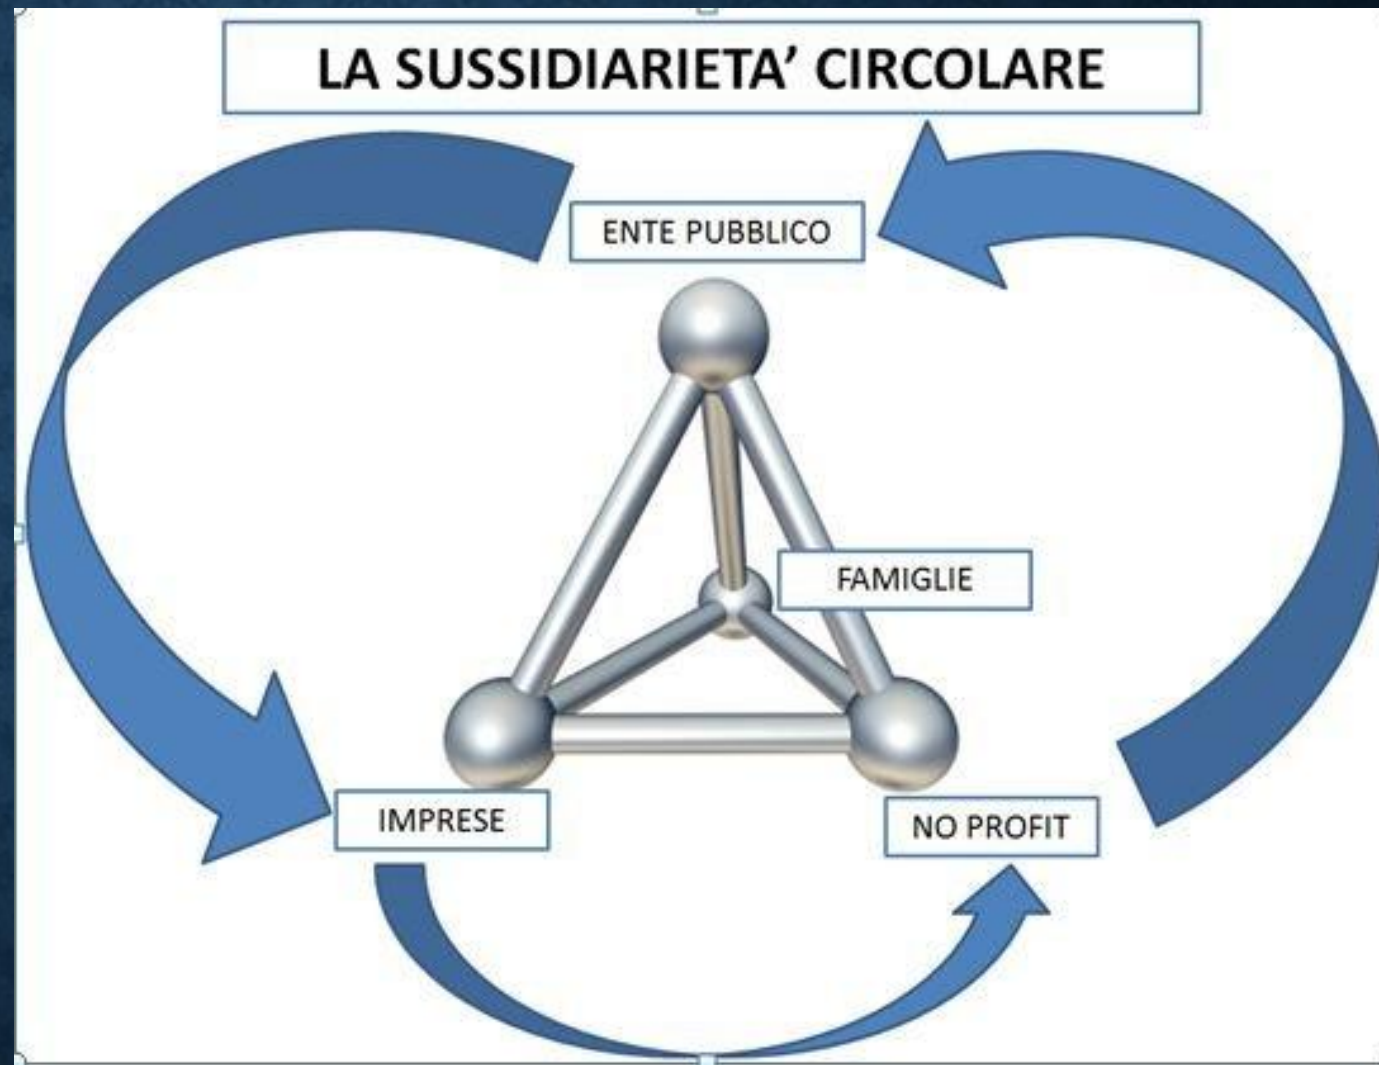 LA SUSSIDIARIETA’ CIRCOLARE
ENTE PUBBLICO
FAMIGLIE
IMPRESE
NO PROFIT